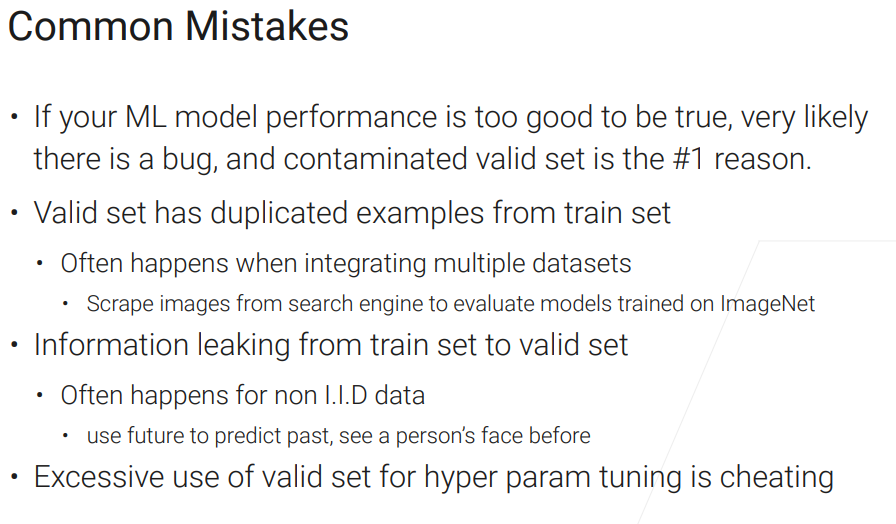 Common Mistakes
• If your ML model performance is too good to be true, very likely
there is a bug, and contaminated valid set is the #1 reason.
• Valid set has duplicated examples from train set
• Often happens when integrating multiple datasets
• Scrape images from search engine to evaluate models trained on ImageNet
• Information leaking from train set to valid set
• Often happens for non I.I.D data
• use future to predict past, see a person’s face before
• Excessive use of valid set for hyper param tuning is cheating